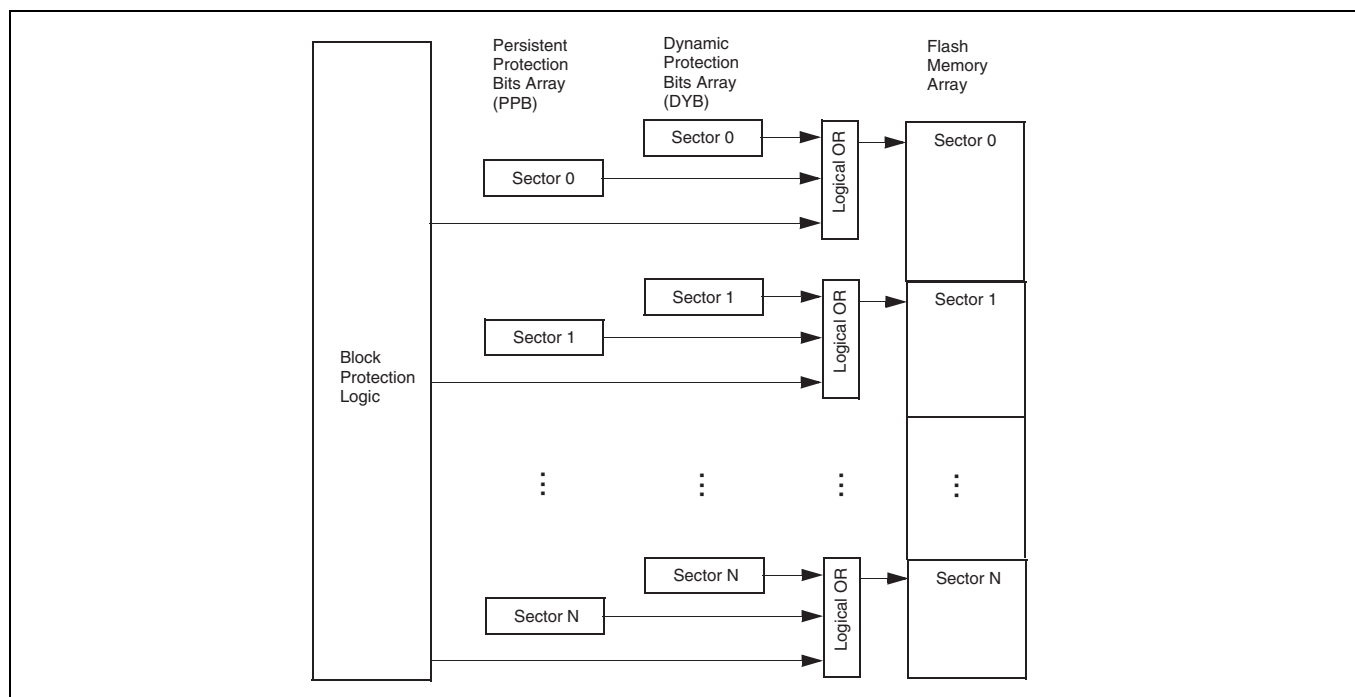 Persistent
Protection
Bits Array
(PPB)
Dynamic
Protection
Bits Array
(DYB)
Flash
Memory
Array
Sector 0
Sector 0
Logical OR
Sector 0
Sector 1
Sector 1
Logical OR
Sector 1
Block
Protection
Logic
Sector N
Sector N
Logical OR
Sector N